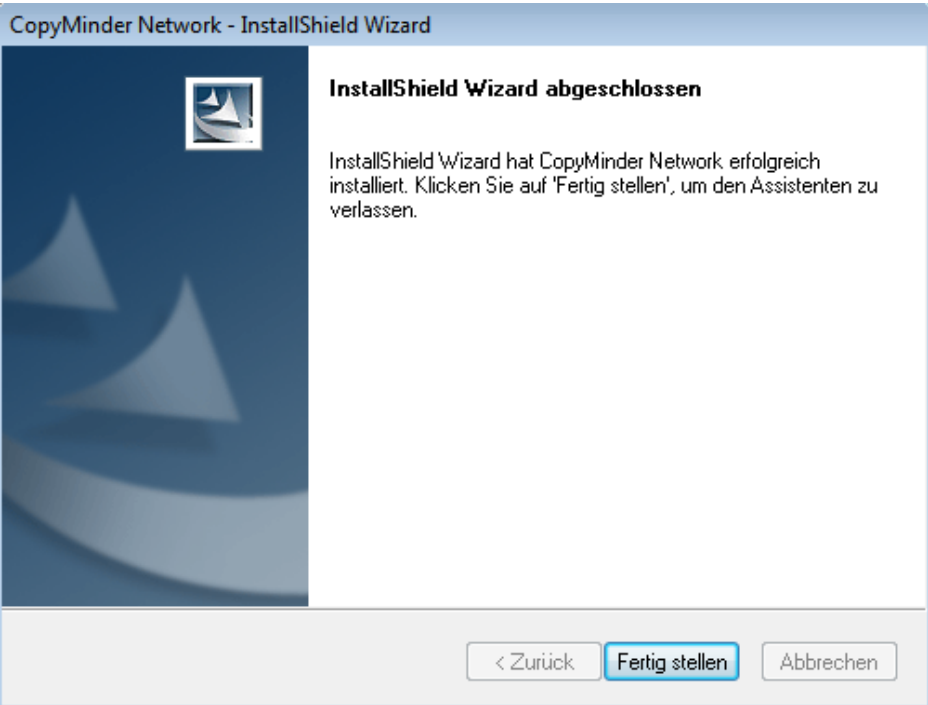 CopyMinder Network - InstallShield Wizard
InstallShield Wizard abgeschlossen
InstallShield Wizard hat CopyMinder Network erfolgreich
installiert. Klicken Sie auf 'Fertig stellen', um den Assistenten zu
verlassen.
< Zurück Fertig stellen Abbrechen